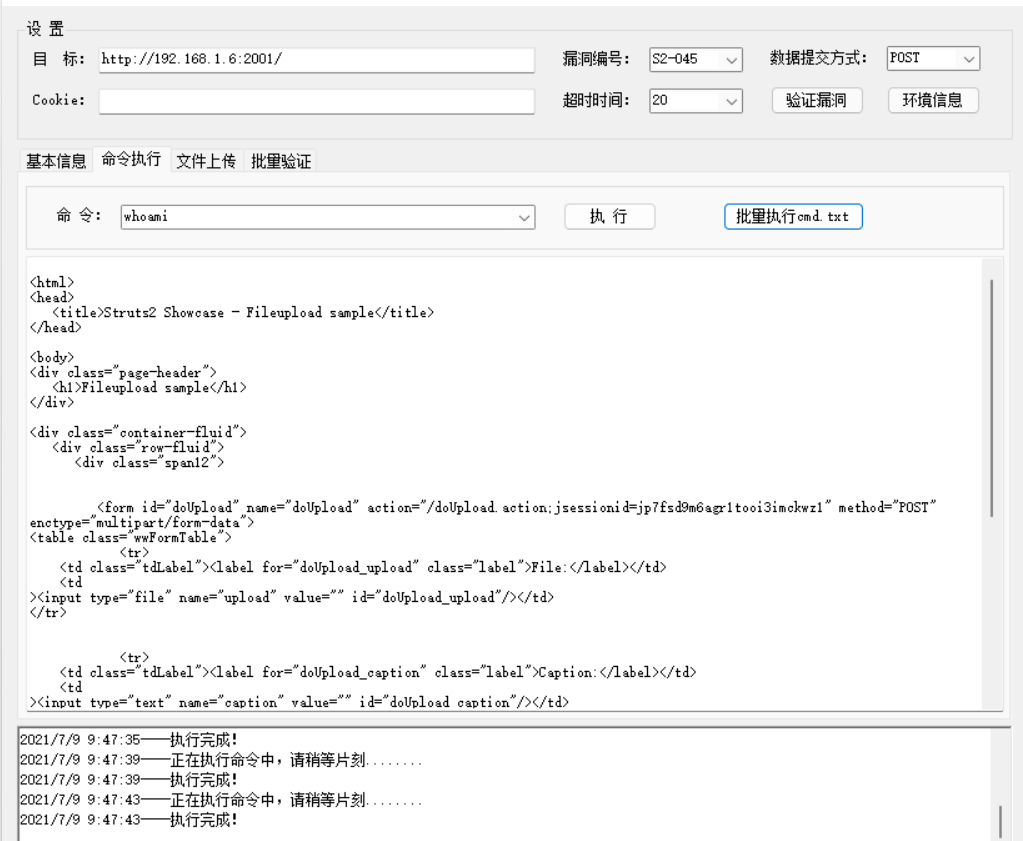 设 置
目 标: http://192.168.1.6:2001/ 漏洞编号: S2-045 数据提交方式: POST
Cookie: 超时时间: 20 验证漏洞 环境信息
基本信息 命令执行 文件上传 批量验证
命 令: whoami 执 行 批量执行cmd.txt
<html>
<head>
<title>Struts2 Showcase - Fileupload sample</title>
</head>
<body>
<div class="page-header">
<h1>Fileupload sample</h1>
</div>
<div class="container-fluid">
<div class="row-fluid">
<div class="span12">
<form id="doUpload" name="doUpload" action="/doUpload.action;jsessionid=jp7fsd9m6agr1tooi3imckwz1" method="POST"
enctype="multipart/form-data">
<table class="wwFormTable">
<tr>
<td class="tdLabel"><label for="doUpload_upload" class="label">File:</label></td>
<td
><input type="file" name="upload" value="" id="doUpload_upload"/></td>
</tr>
<tr>
<td class="tdLabel"><label for="doUpload_caption" class="label">Caption:</label></td>
<td
><input type="text" name="caption" value="" id="doUpload_caption"/></td>
2021/7/9 9:47:35——执行完成!
2021/7/9 9:47:39——正在执行命令中，请稍等片刻........
2021/7/9 9:47:39——执行完成!
2021/7/9 9:47:43——正在执行命令中，请稍等片刻........
2021/7/9 9:47:43——执行完成!